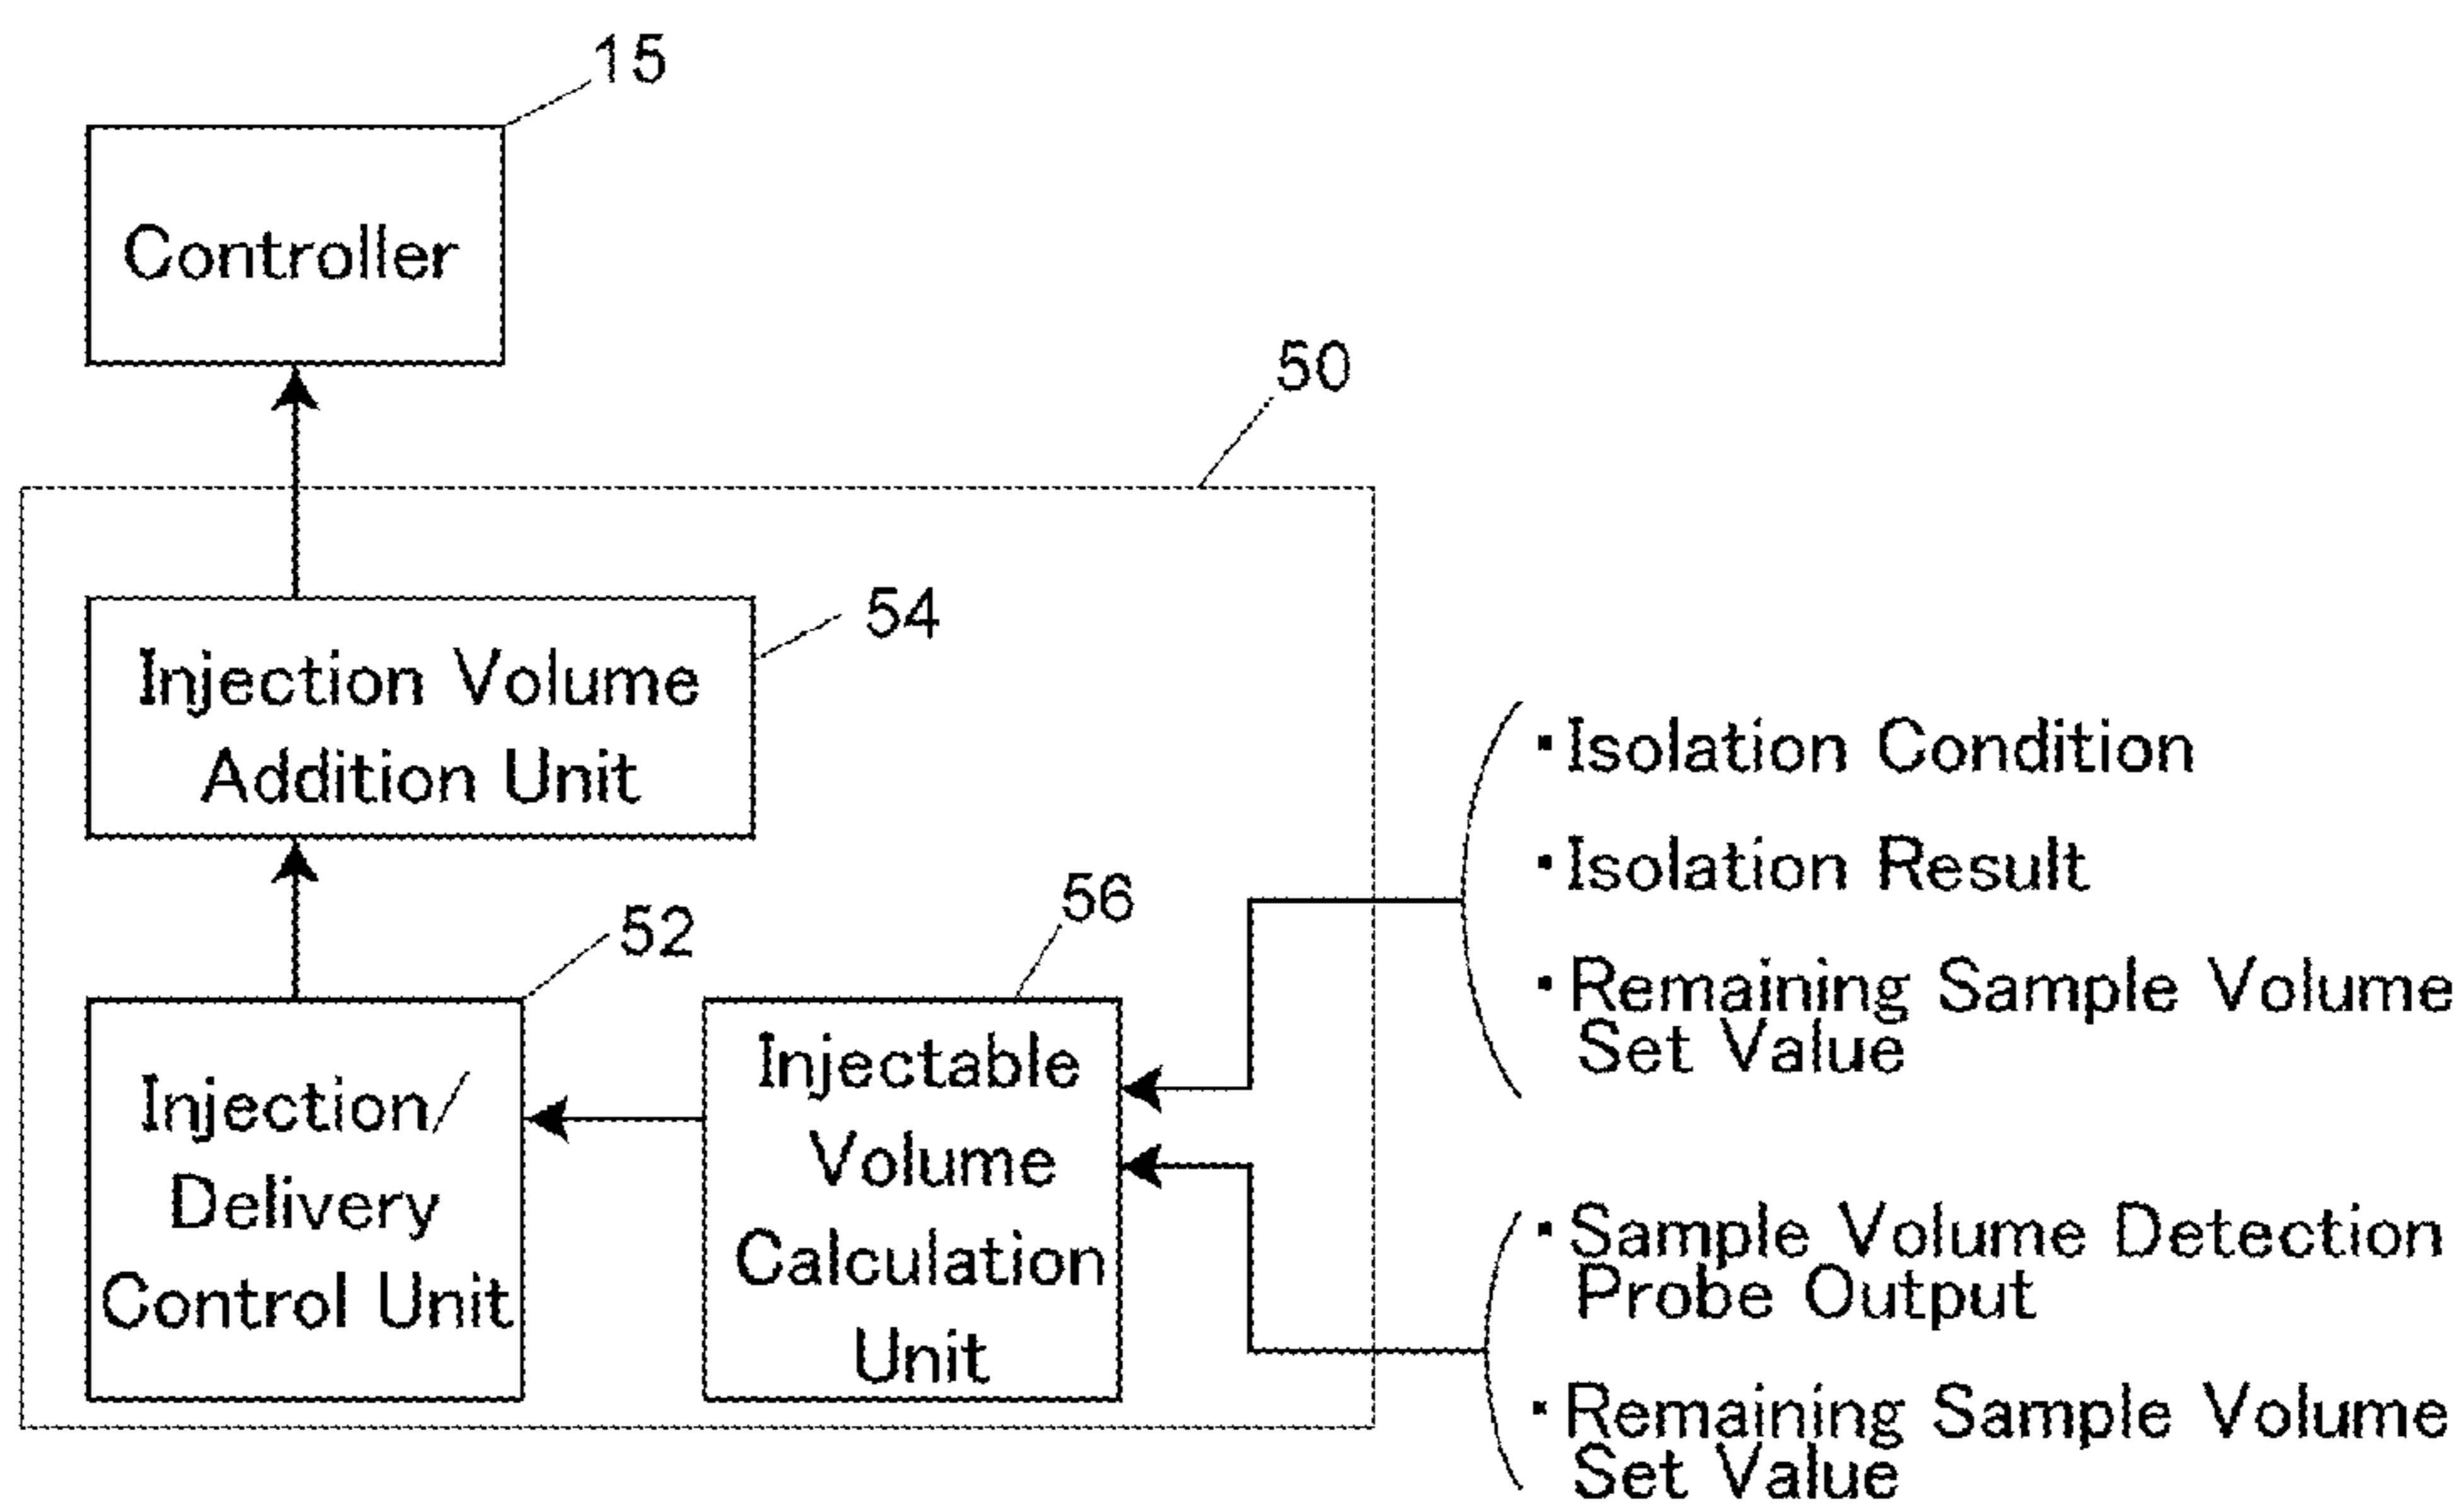 15
Controller
50
54
Injection Volume
Addition Unit
52
Injection/
Delivery
Control Unit
56
Injectable
Volume
Calculation
Unit
・Isolation Condition
・Isolation Result
・Remaining Sample Volume
Set Value
・Sample Volume Detection
Probe Output
・Remaining Sample Volume
Set Value